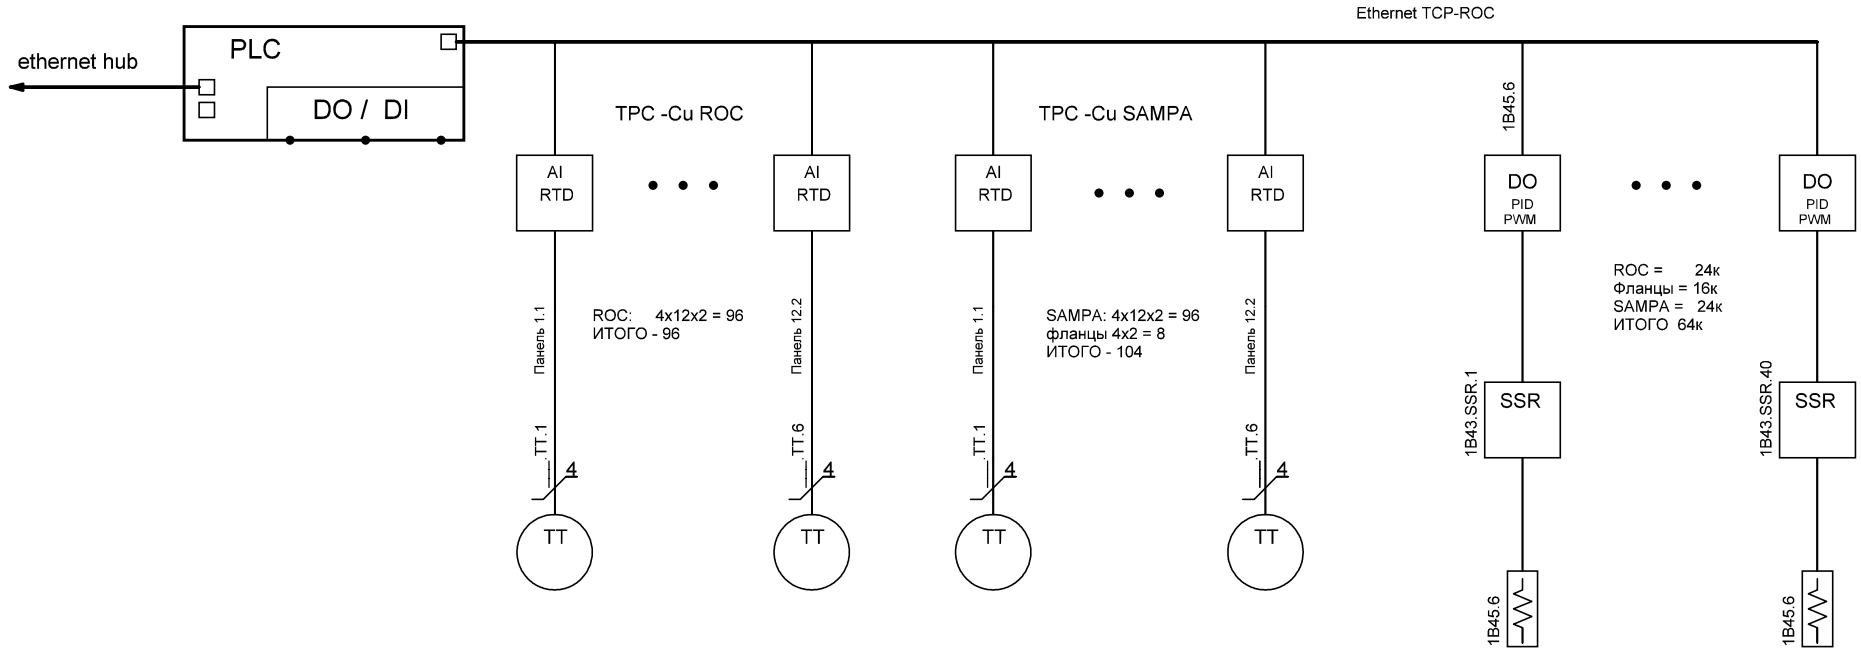 Ethernet TCP-ROC
ethernet hub
PLC
DO / DI
TPC -Cu ROC
TPC -Cu SAMPA
1B45.6
AI
RTD
AI
RTD
AI
RTD
AI
RTD
DO
PID
PWM
DO
PID
PWM
Панель 1.1
ROC: 4x12x2 = 96
ИТОГО - 96
Панель 12.2
Панель 1.1
SAMPA: 4x12x2 = 96
фланцы 4x2 = 8
ИТОГО - 104
Панель 12.2
ROC = 24к
Фланцы = 16к
SAMPA = 24к
ИТОГО 64к
1B43.SSR.1
SSR
1B43.SSR.40
SSR
.TT.1
4
.TT.6
4
.TT.1
4
.TT.6
4
TT
TT
TT
TT
1B45.6
1B45.6